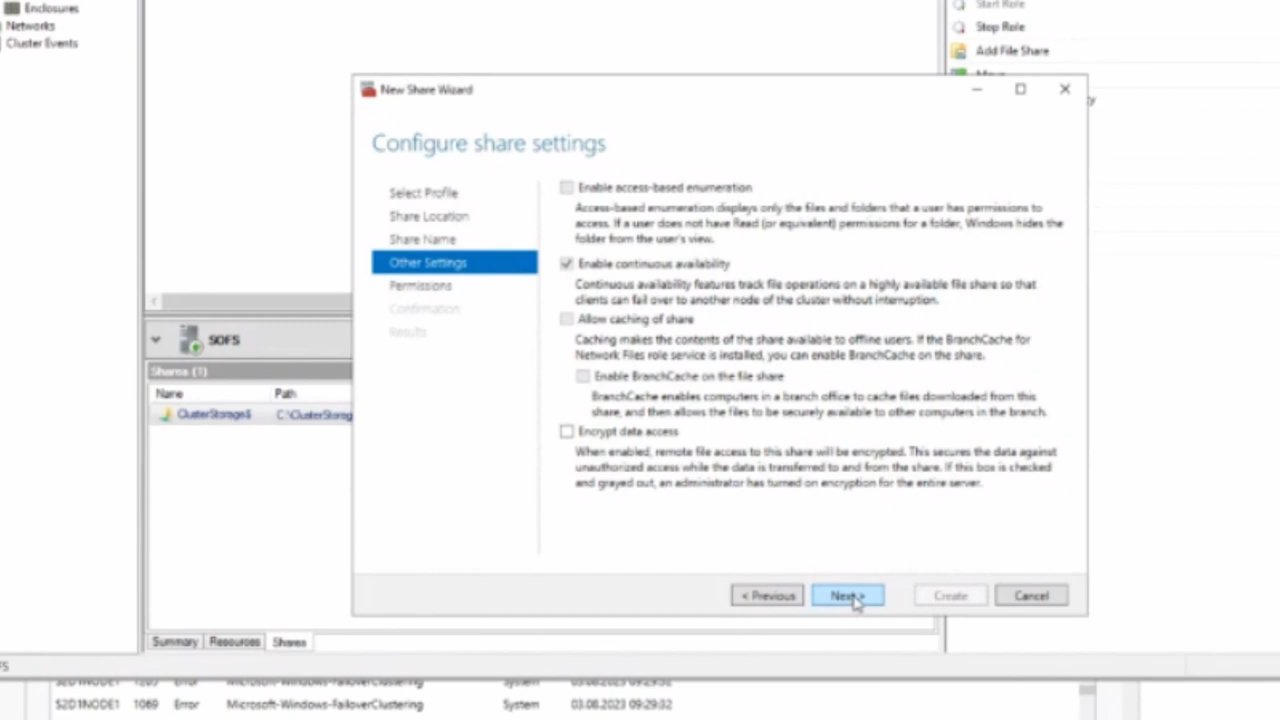 Enclosures
Networks
Cluster Events
Start Role
Stop Role
Add File Share
Move
New Share Wizard
Configure share settings
Select Profile
Share Location
Share Name
Other Settings
Permissions
Confirmation
Results
Enable access-based enumeration
Access-based enumeration displays only the files and folders that a user has permissions to
access. If a user does not have Read (or equivalent) permissions for a folder, Windows hides the
folder from the user's view.
Enable continuous availability
Continuous availability features track file operations on a highly available file share so that
clients can fail over to another node of the cluster without interruption.
Allow caching of share
Caching makes the contents of the share available to offline users. If the BranchCache for
Network Files role service is installed, you can enable BranchCache on the share.
Enable BranchCache on the file share
BranchCache enables computers in a branch office to cache files downloaded from this
share, and then allows the files to be securely available to other computers in the branch.
Encrypt data access
When enabled, remote file access to this share will be encrypted. This secures the data against
unauthorized access while the data is transferred to and from the share. If this box is checked
and grayed out, an administrator has turned on encryption for the entire server.
< Previous
Next >
Create
Cancel
SOFS
Shares (1)
Name Path
ClusterStorage$ C:\ClusterStorag
Summary Resources Shares
S2D1NODE1 1205 Error Microsoft-Windows-FailoverClustering System 03.08.2023 09:29:32
S2D1NODE1 1069 Error Microsoft-Windows-FailoverClustering System 03.08.2023 09:29:32